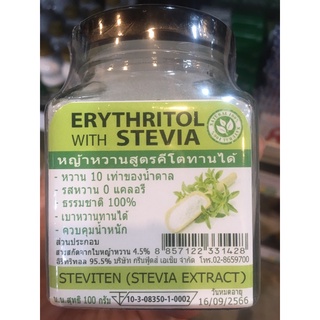 ERYTHRITOL
WITH STEVIA
หญ้าหวานสูตรคีโตทานได้
- หวาน 10 เท่าของน้ำตาล
- รสหวาน 0 แคลอรี
- ธรรมชาติ 100%
- เบาหวานทานได้
- ควบคุมน้ำหนัก
ส่วนประกอบ
สารสกัดจากใบหญ้าหวาน 4.5%
อิริทริทอล 95.5%
8 857122 331428
บริษัท กรีนฟู้ดส์ เอเชีย จำกัด โทร.02-8659700
STEVITEN (STEVIA EXTRACT)
น.น.สุทธิ 100 กรัม
10-3-08350-1-0002
วันหมดอายุ
16/09/2566